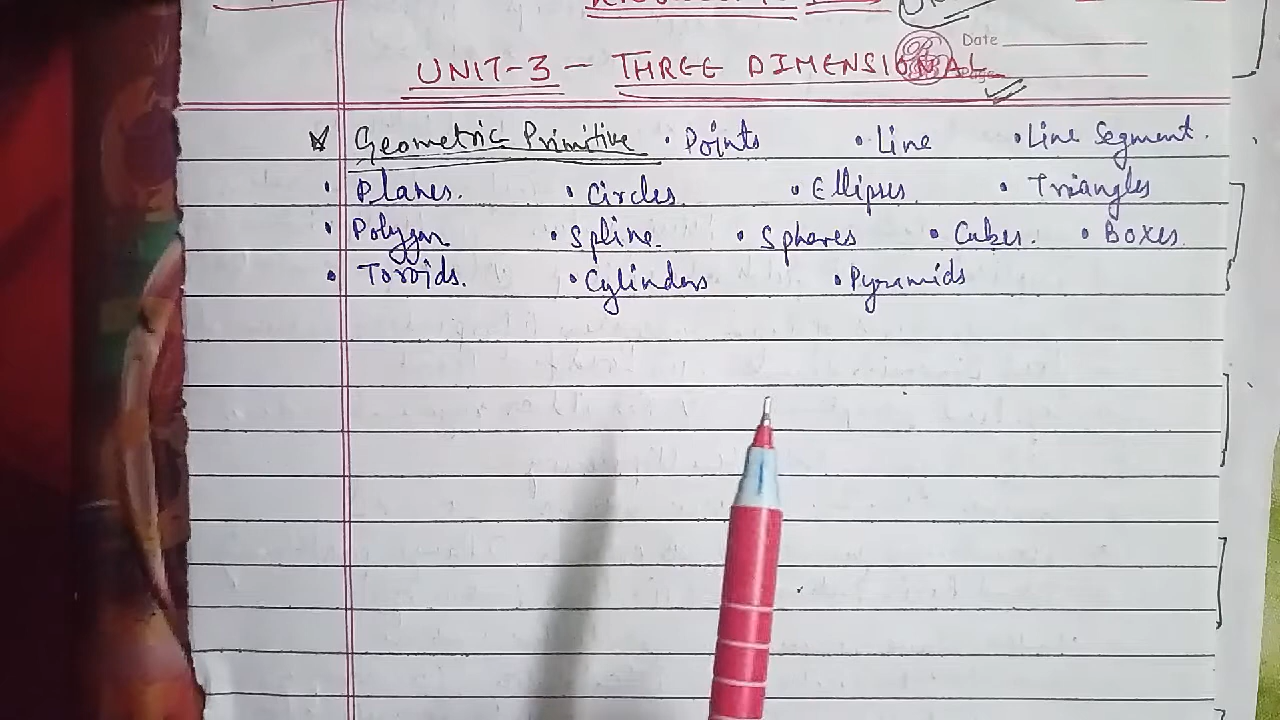 Date
UNIT-3 - THREE DIMENSIONAL
Geometric Primitive • Points • Line • Line Segment.
• Planes. • Circles. • Ellipses. • Triangles
• Polygon • Spline. • Spheres • Cubes. • Boxes.
• Toroids. • Cylinders • Pyramids